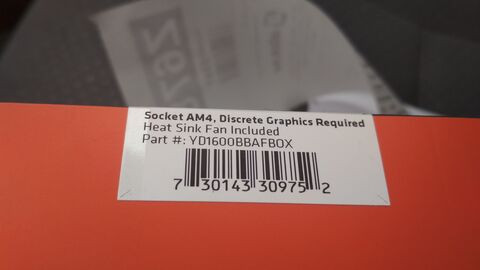 Socket AM4, Discrete Graphics Required
Heat Sink Fan Included
Part #: YD1600BBAFBOX
7 30143 30975 2